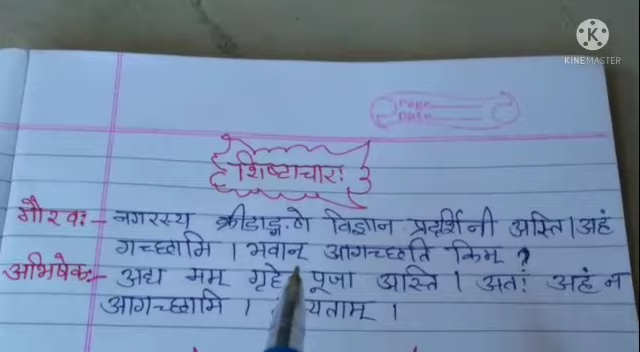 KINEMASTER
Page
Date
शिष्टाचारः
गौरवः- नगरस्य क्रीडाङ्गणे विज्ञान प्रदर्शिनी अस्ति। अहं
गच्छामि । भवान् आगच्छति किम् ?
अभिषेकः- अद्य मम् गृहे पूजा अस्ति । अतः अहं न
आगच्छामि । यताम् ।